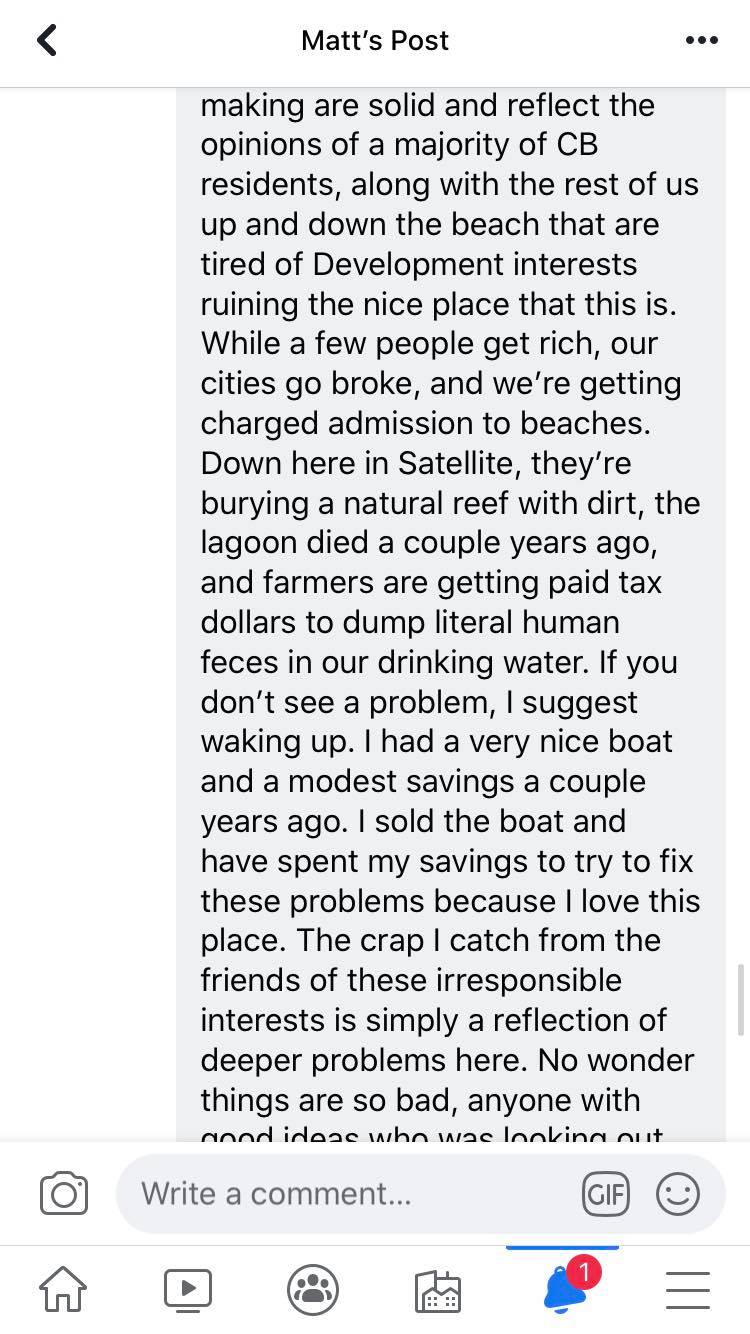 Matt's Post
making are solid and reflect the
opinions of a majority of CB
residents, along with the rest of us
up and down the beach that are
tired of Development interests
ruining the nice place that this is.
While a few people get rich, our
cities go broke, and we're getting
charged admission to beaches.
Down here in Satellite, they're
burying a natural reef with dirt, the
lagoon died a couple years ago,
and farmers are getting paid tax
dollars to dump literal human
feces in our drinking water. If you
don't see a problem, I suggest
waking up. I had a very nice boat
and a modest savings a couple
years ago. I sold the boat and
have spent my savings to try to fix
these problems because I love this
place. The crap I catch from the
friends of these irresponsible
interests is simply a reflection of
deeper problems here. No wonder
things are so bad, anyone with
good ideas who was looking out
Write a comment...
GIF
1